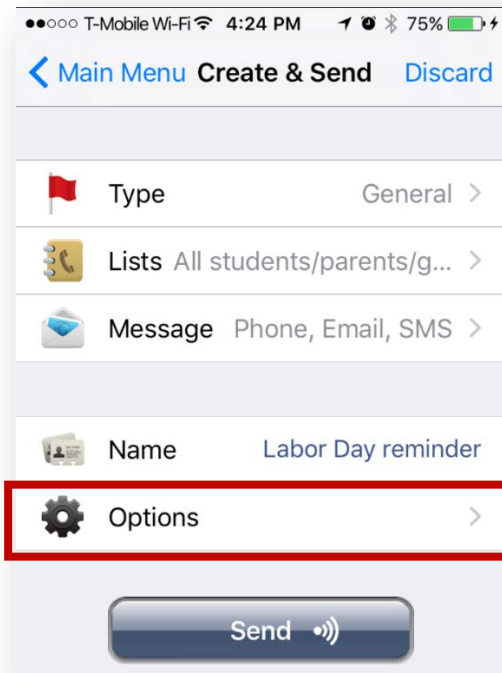 T-Mobile Wi-Fi 4:24 PM 75%
Main Menu Create & Send Discard
Type General
Lists All students/parents/g...
Message Phone, Email, SMS
Name Labor Day reminder
Options
Send